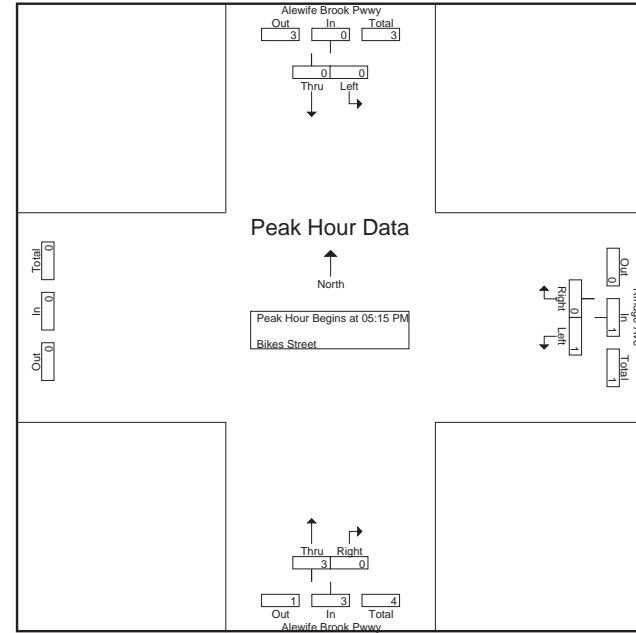 Alewife Brook Pwwy
Out In Total
3 0 3
0 0
Thru Left
Peak Hour Data
North
Peak Hour Begins at 05:15 PM
Bikes Street
Total
0
In
0
Out
0
Right
0
Left
1
Out
0
In
1
Total
1
Thru Right
3 0
1 3 4
Out In Total
Alewife Brook Pwwy